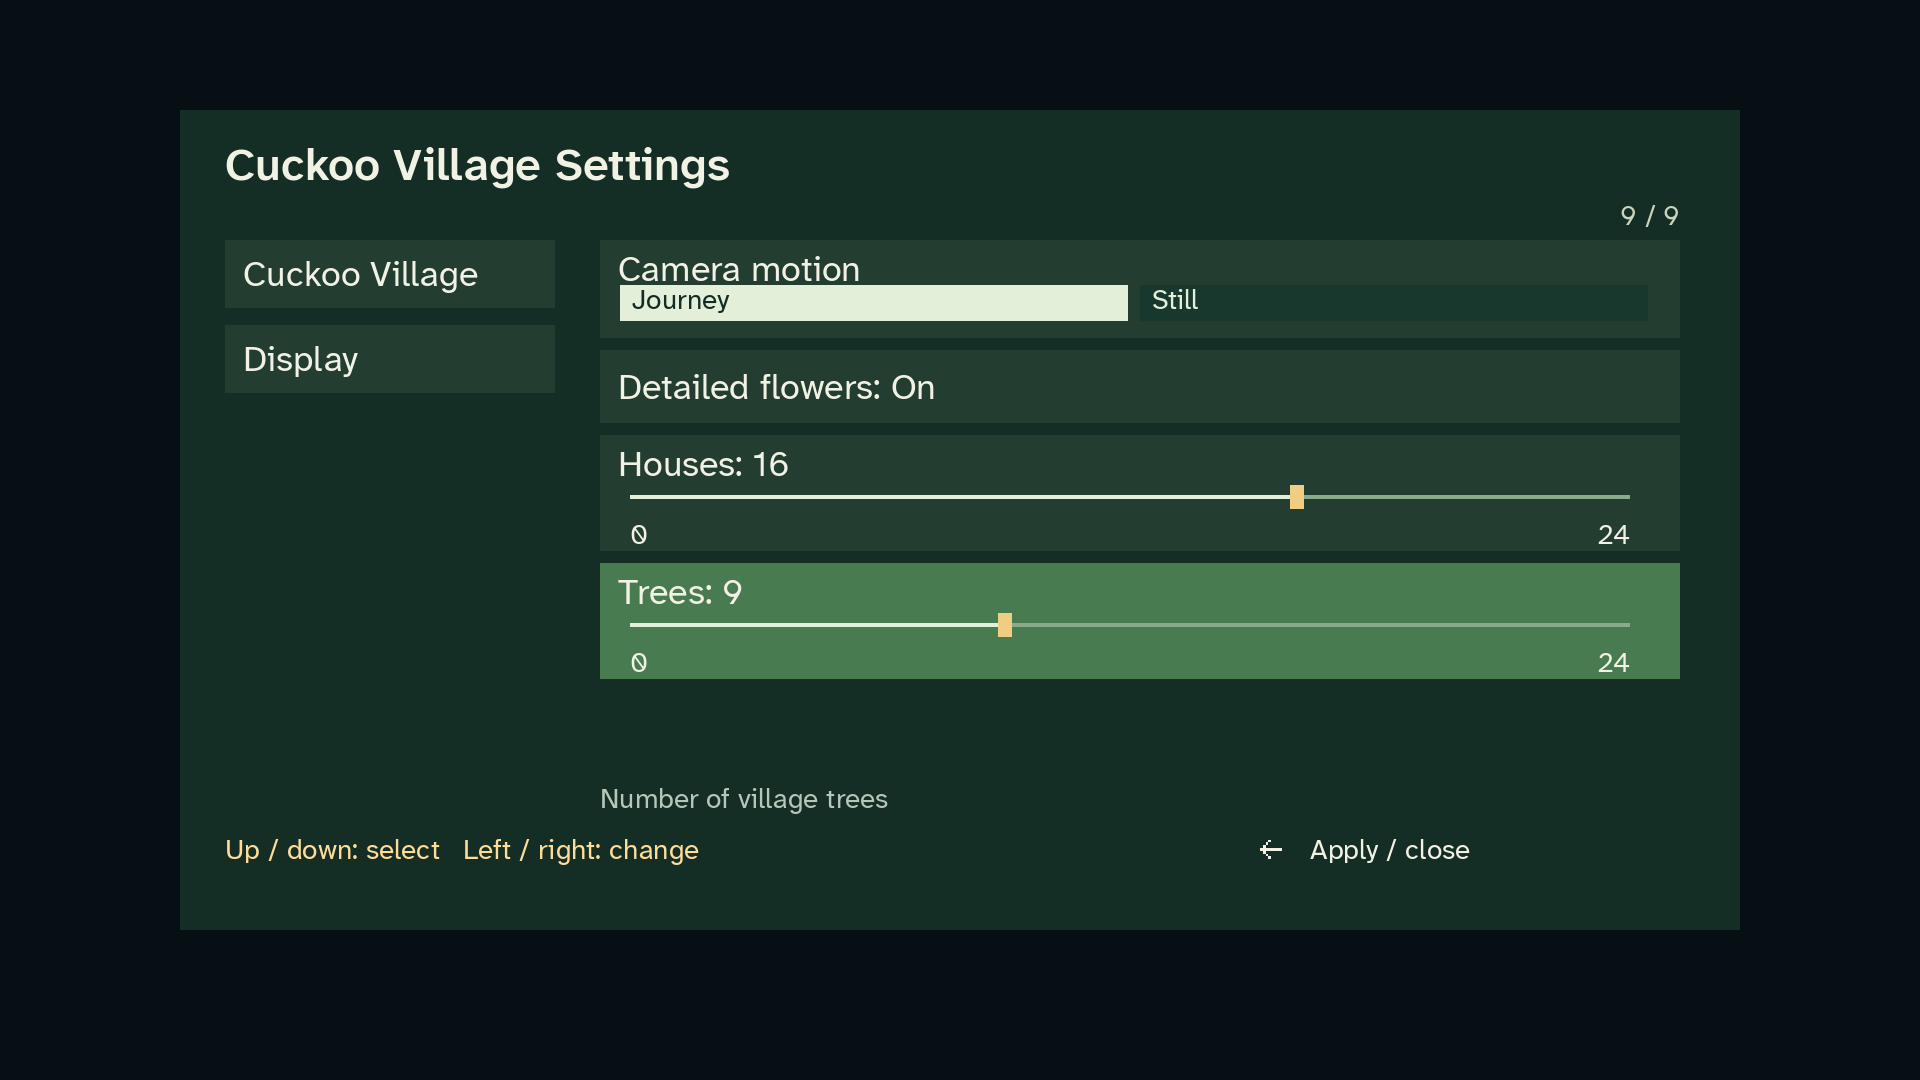 Cuckoo Village Settings
9 / 9
Cuckoo Village
Display
Camera motion
Journey
Still
Detailed flowers: On
Houses: 16
0
24
Trees: 9
0
24
Number of village trees
Up / down: select
Left / right: change
← Apply / close